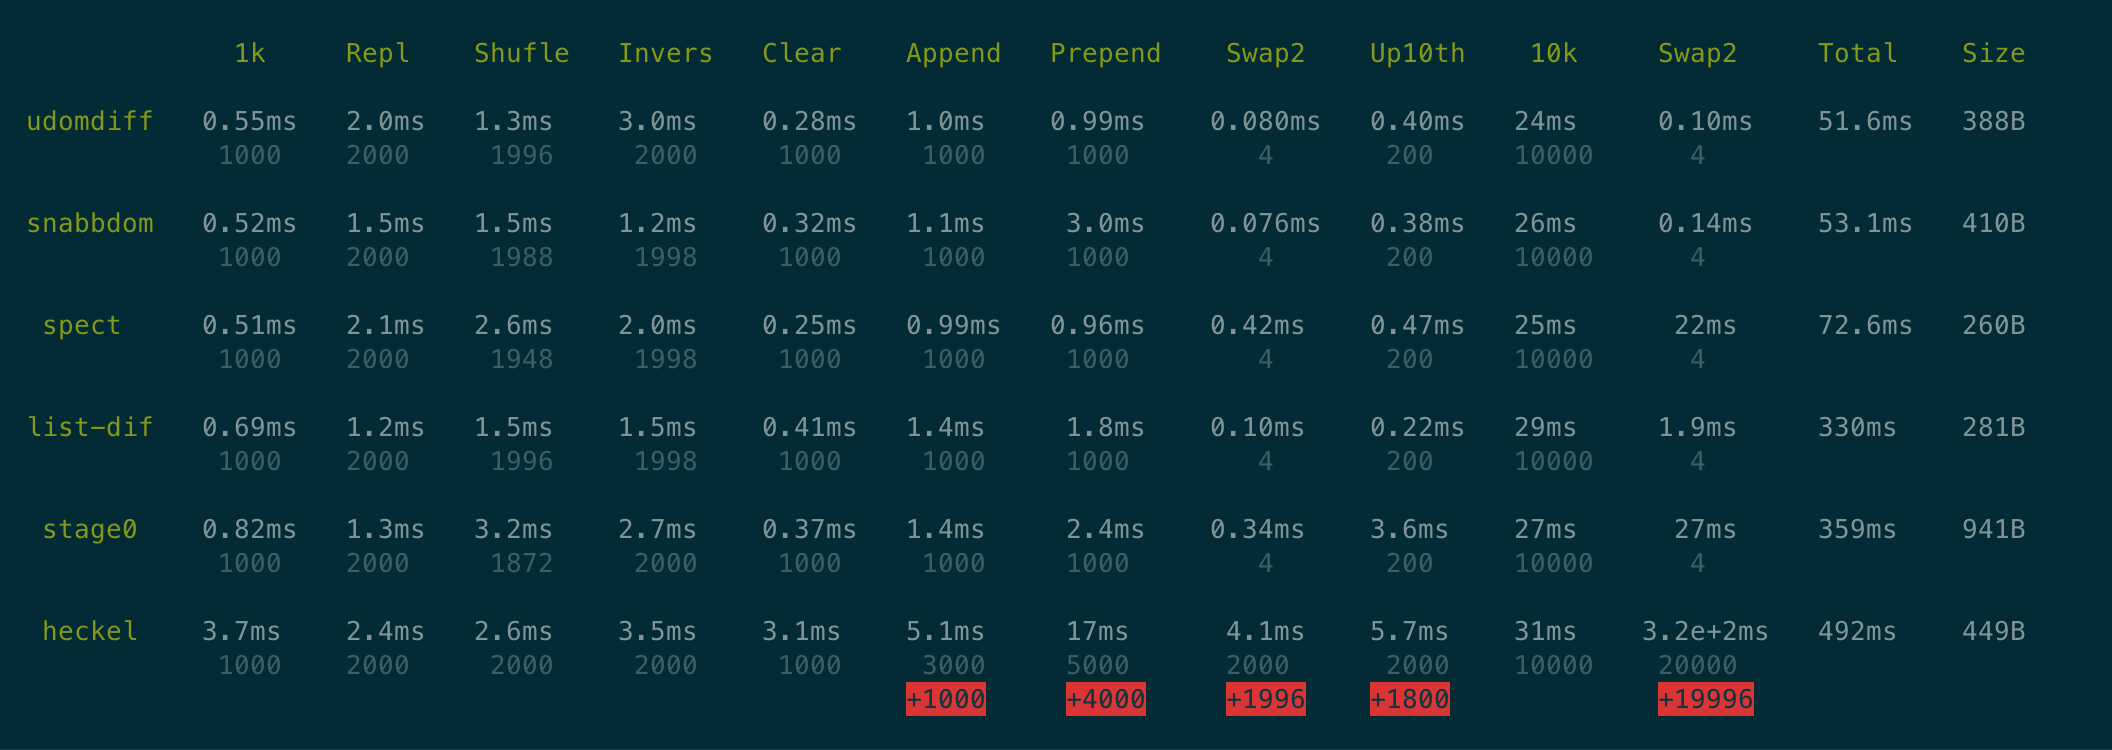 1k Repl Shufle Invers Clear Append Prepend Swap2 Up10th 10k Swap2 Total Size
udomdiff 0.55ms 2.0ms 1.3ms 3.0ms 0.28ms 1.0ms 0.99ms 0.080ms 0.40ms 24ms 0.10ms 51.6ms 388B
1000 2000 1996 2000 1000 1000 1000 4 200 10000 4
snabbdom 0.52ms 1.5ms 1.5ms 1.2ms 0.32ms 1.1ms 3.0ms 0.076ms 0.38ms 26ms 0.14ms 53.1ms 410B
1000 2000 1988 1998 1000 1000 1000 4 200 10000 4
spect 0.51ms 2.1ms 2.6ms 2.0ms 0.25ms 0.99ms 0.96ms 0.42ms 0.47ms 25ms 22ms 72.6ms 260B
1000 2000 1948 1998 1000 1000 1000 4 200 10000 4
list-dif 0.69ms 1.2ms 1.5ms 1.5ms 0.41ms 1.4ms 1.8ms 0.10ms 0.22ms 29ms 1.9ms 330ms 281B
1000 2000 1996 1998 1000 1000 1000 4 200 10000 4
stage0 0.82ms 1.3ms 3.2ms 2.7ms 0.37ms 1.4ms 2.4ms 0.34ms 3.6ms 27ms 27ms 359ms 941B
1000 2000 1872 2000 1000 1000 1000 4 200 10000 4
heckel 3.7ms 2.4ms 2.6ms 3.5ms 3.1ms 5.1ms 17ms 4.1ms 5.7ms 31ms 3.2e+2ms 492ms 449B
1000 2000 2000 2000 1000 3000 5000 2000 2000 10000 20000
+1000 +4000 +1996 +1800 +19996